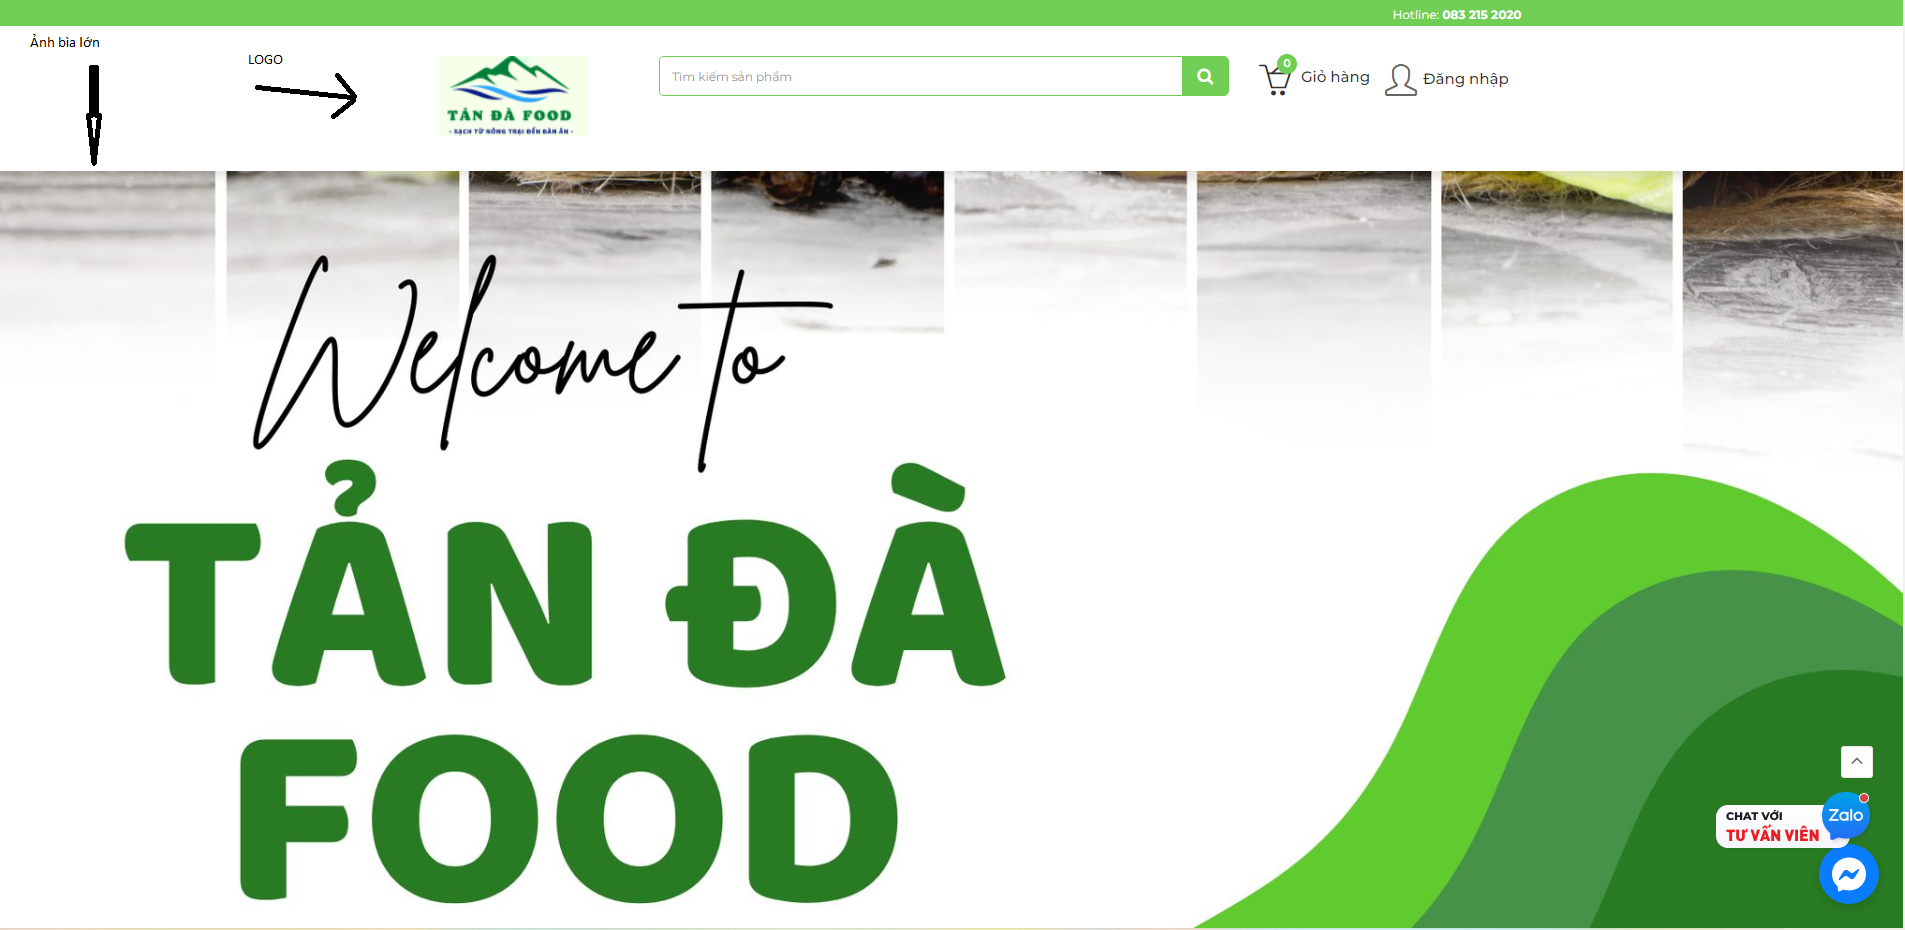 Hotline: 083 215 2020
Ảnh bìa lớn
LOGO
TẢN ĐÀ FOOD
- SẠCH TỪ NÔNG TRẠI ĐẾN BÀN ĂN -
Tìm kiếm sản phẩm
0
Giỏ hàng
Đăng nhập
Welcome to
TẢN ĐÀ
FOOD
CHAT VỚI
TƯ VẤN VIÊN
Zalo